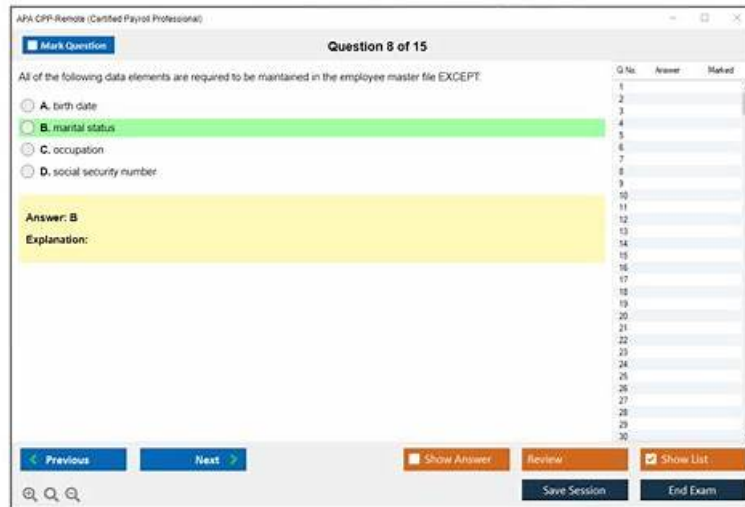 APA CPP-Remote (Certified Payroll Professional)
Mark Question
Question 8 of 15
All of the following data elements are required to be maintained in the employee master file EXCEPT:
Q No. Answer Marked
A. birth date
B. marital status
C. occupation
D. social security number
Answer: B
Explanation:
1
2
3
4
5
6
7
8
9
10
11
12
13
14
15
16
17
18
19
20
21
22
23
24
25
26
27
28
29
30
Previous
Next
Show Answer
Review
Show List
Save Session
End Exam